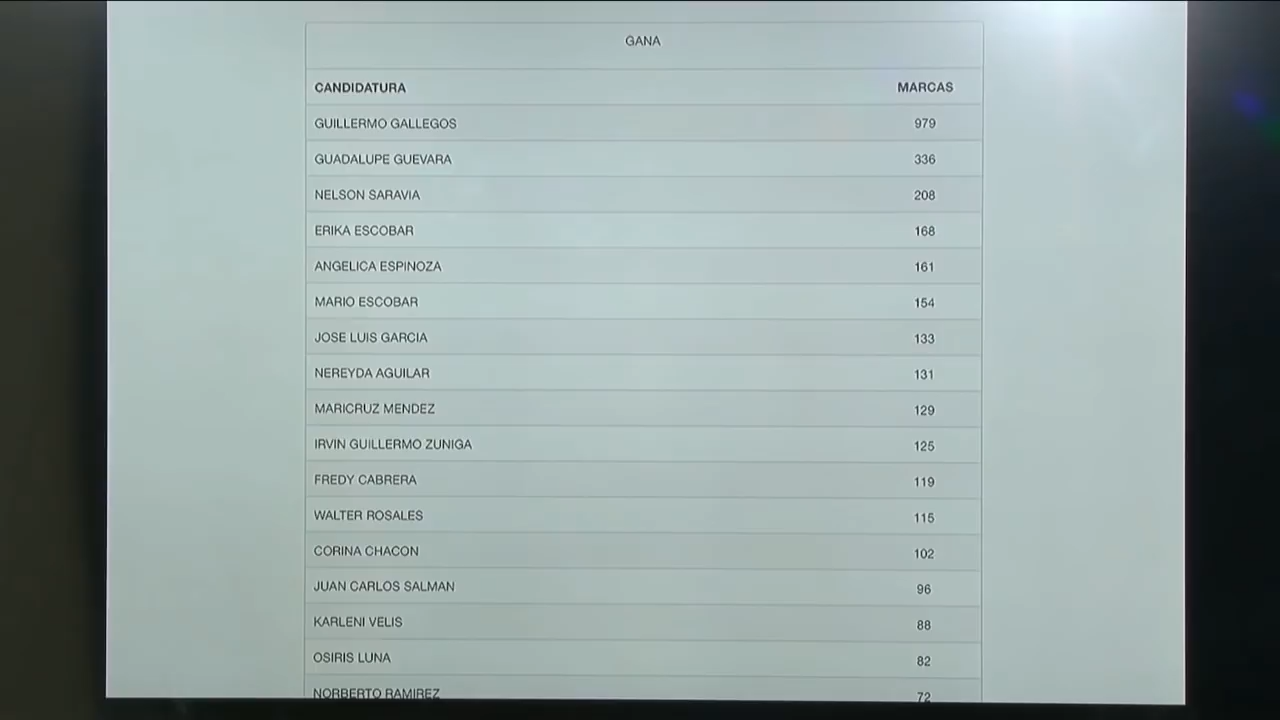 GANA
CANDIDATURA MARCAS
GUILLERMO GALLEGOS 979
GUADALUPE GUEVARA 336
NELSON SARAVIA 208
ERIKA ESCOBAR 168
ANGELICA ESPINOZA 161
MARIO ESCOBAR 154
JOSE LUIS GARCIA 133
NEREYDA AGUILAR 131
MARICRUZ MENDEZ 129
IRVIN GUILLERMO ZUNIGA 125
FREDY CABRERA 119
WALTER ROSALES 115
CORINA CHACON 102
JUAN CARLOS SALMAN 96
KARLENI VELIS 88
OSIRIS LUNA 82
NORBERTO RAMIREZ 72